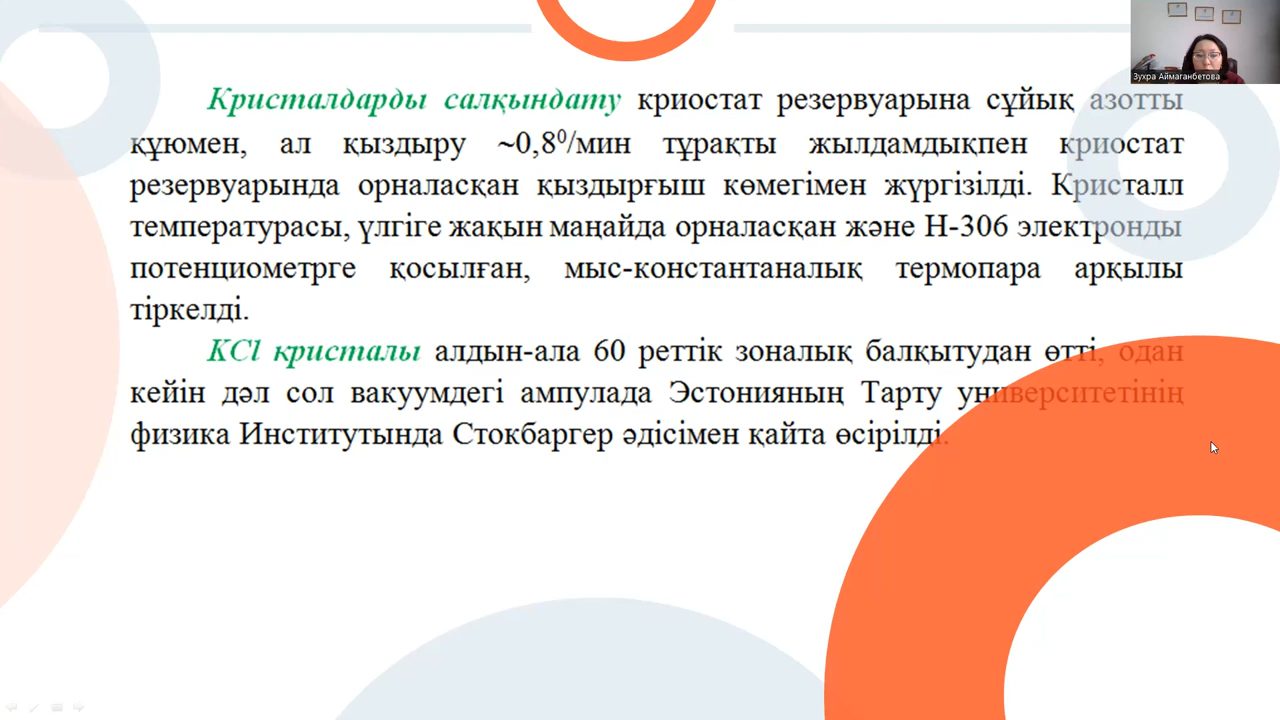 Зухра Аймаганбетова
Кристалдарды салқындату криостат резервуарына сұйық азотты
құюмен, ал қыздыру ~0,8⁰/мин тұрақты жылдамдықпен криостат
резервуарында орналасқан қыздырғыш көмегімен жүргізілді. Кристалл
температурасы, үлгіге жақын маңайда орналасқан және Н-306 электронды
потенциометрге қосылған, мыс-константаналық термопара арқылы
тіркелді.
KCl кристалы алдын-ала 60 реттік зоналық балқытудан өтті, одан
кейін дәл сол вакуумдегі ампулада Эстонияның Тарту университетінің
физика Институтында Стокбаргер әдісімен қайта өсірілді.